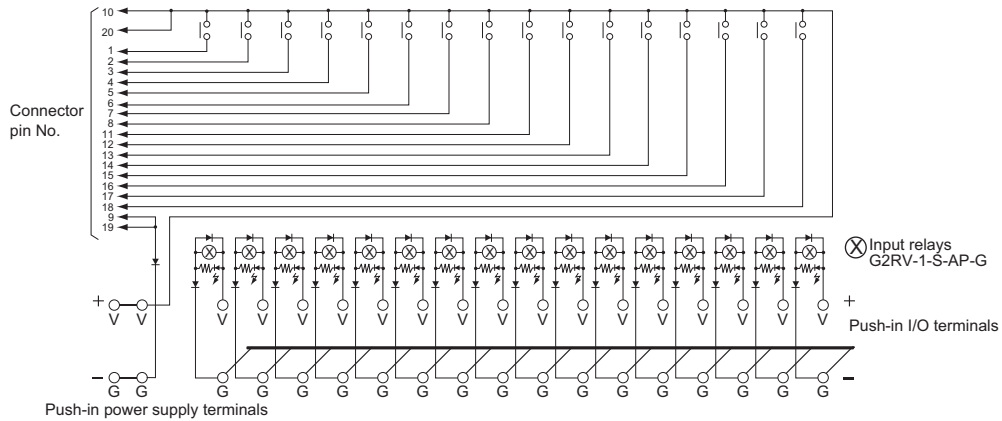 10
20
1
2
3
4
5
6
7
8
11
12
13
14
15
16
17
18
9
19
Connector
pin No.
X Input relays
G2RV-1-S-AP-G
+ V V V V V V V V V V V V V V V V V V +
Push-in I/O terminals
− G G G G G G G G G G G G G G G G G G −
Push-in power supply terminals